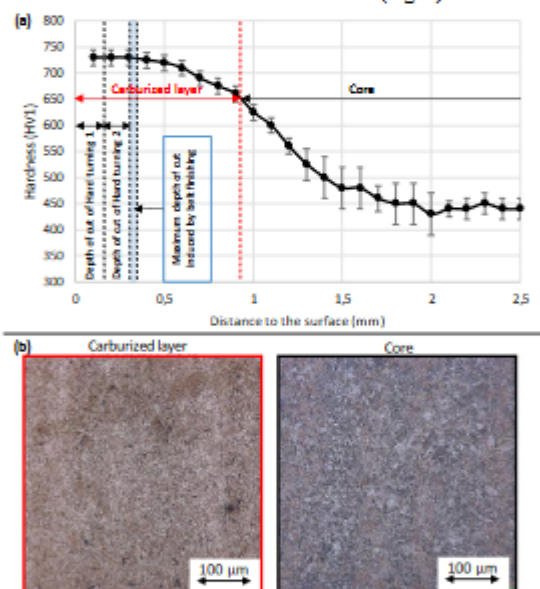 (a)
800
750
700
650
600
550
500
450
400
350
300
Hardness (HV1)
Carburized layer
Core
Depth of cut of Hard turning 1
Depth of cut of Hard turning 2
Maximum depth of cut
induced by belt finishing
0
0,5
1
1,5
2
2,5
Distance to the surface (mm)
(b)
Carburized layer
Core
100 µm
100 µm